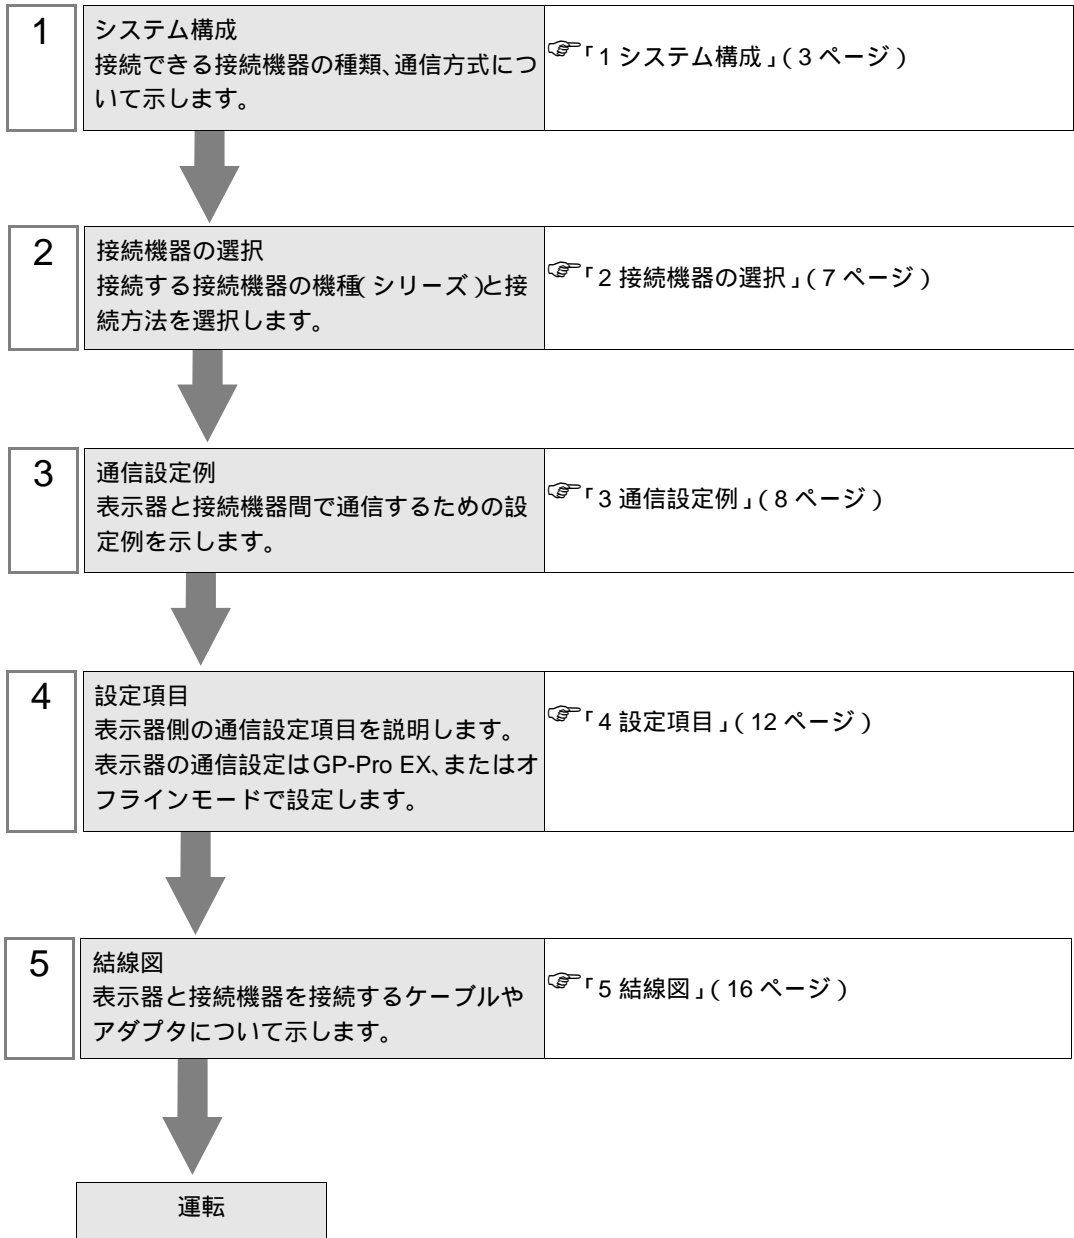 1
システム構成
接続できる接続機器の種類、通信方式につ
いて示します。
☞「1 システム構成」( 3 ページ )
2
接続機器の選択
接続する接続機器の機種( シリーズ )と接
続方法を選択します。
☞「2 接続機器の選択」( 7 ページ )
3
通信設定例
表示器と接続機器間で通信するための設
定例を示します。
☞「3 通信設定例」( 8 ページ )
4
設定項目
表示器側の通信設定項目を説明します。
表示器の通信設定はGP-Pro EX、またはオ
フラインモードで設定します。
☞「4 設定項目」( 12 ページ )
5
結線図
表示器と接続機器を接続するケーブルや
アダプタについて示します。
☞「5 結線図」( 16 ページ )
運転